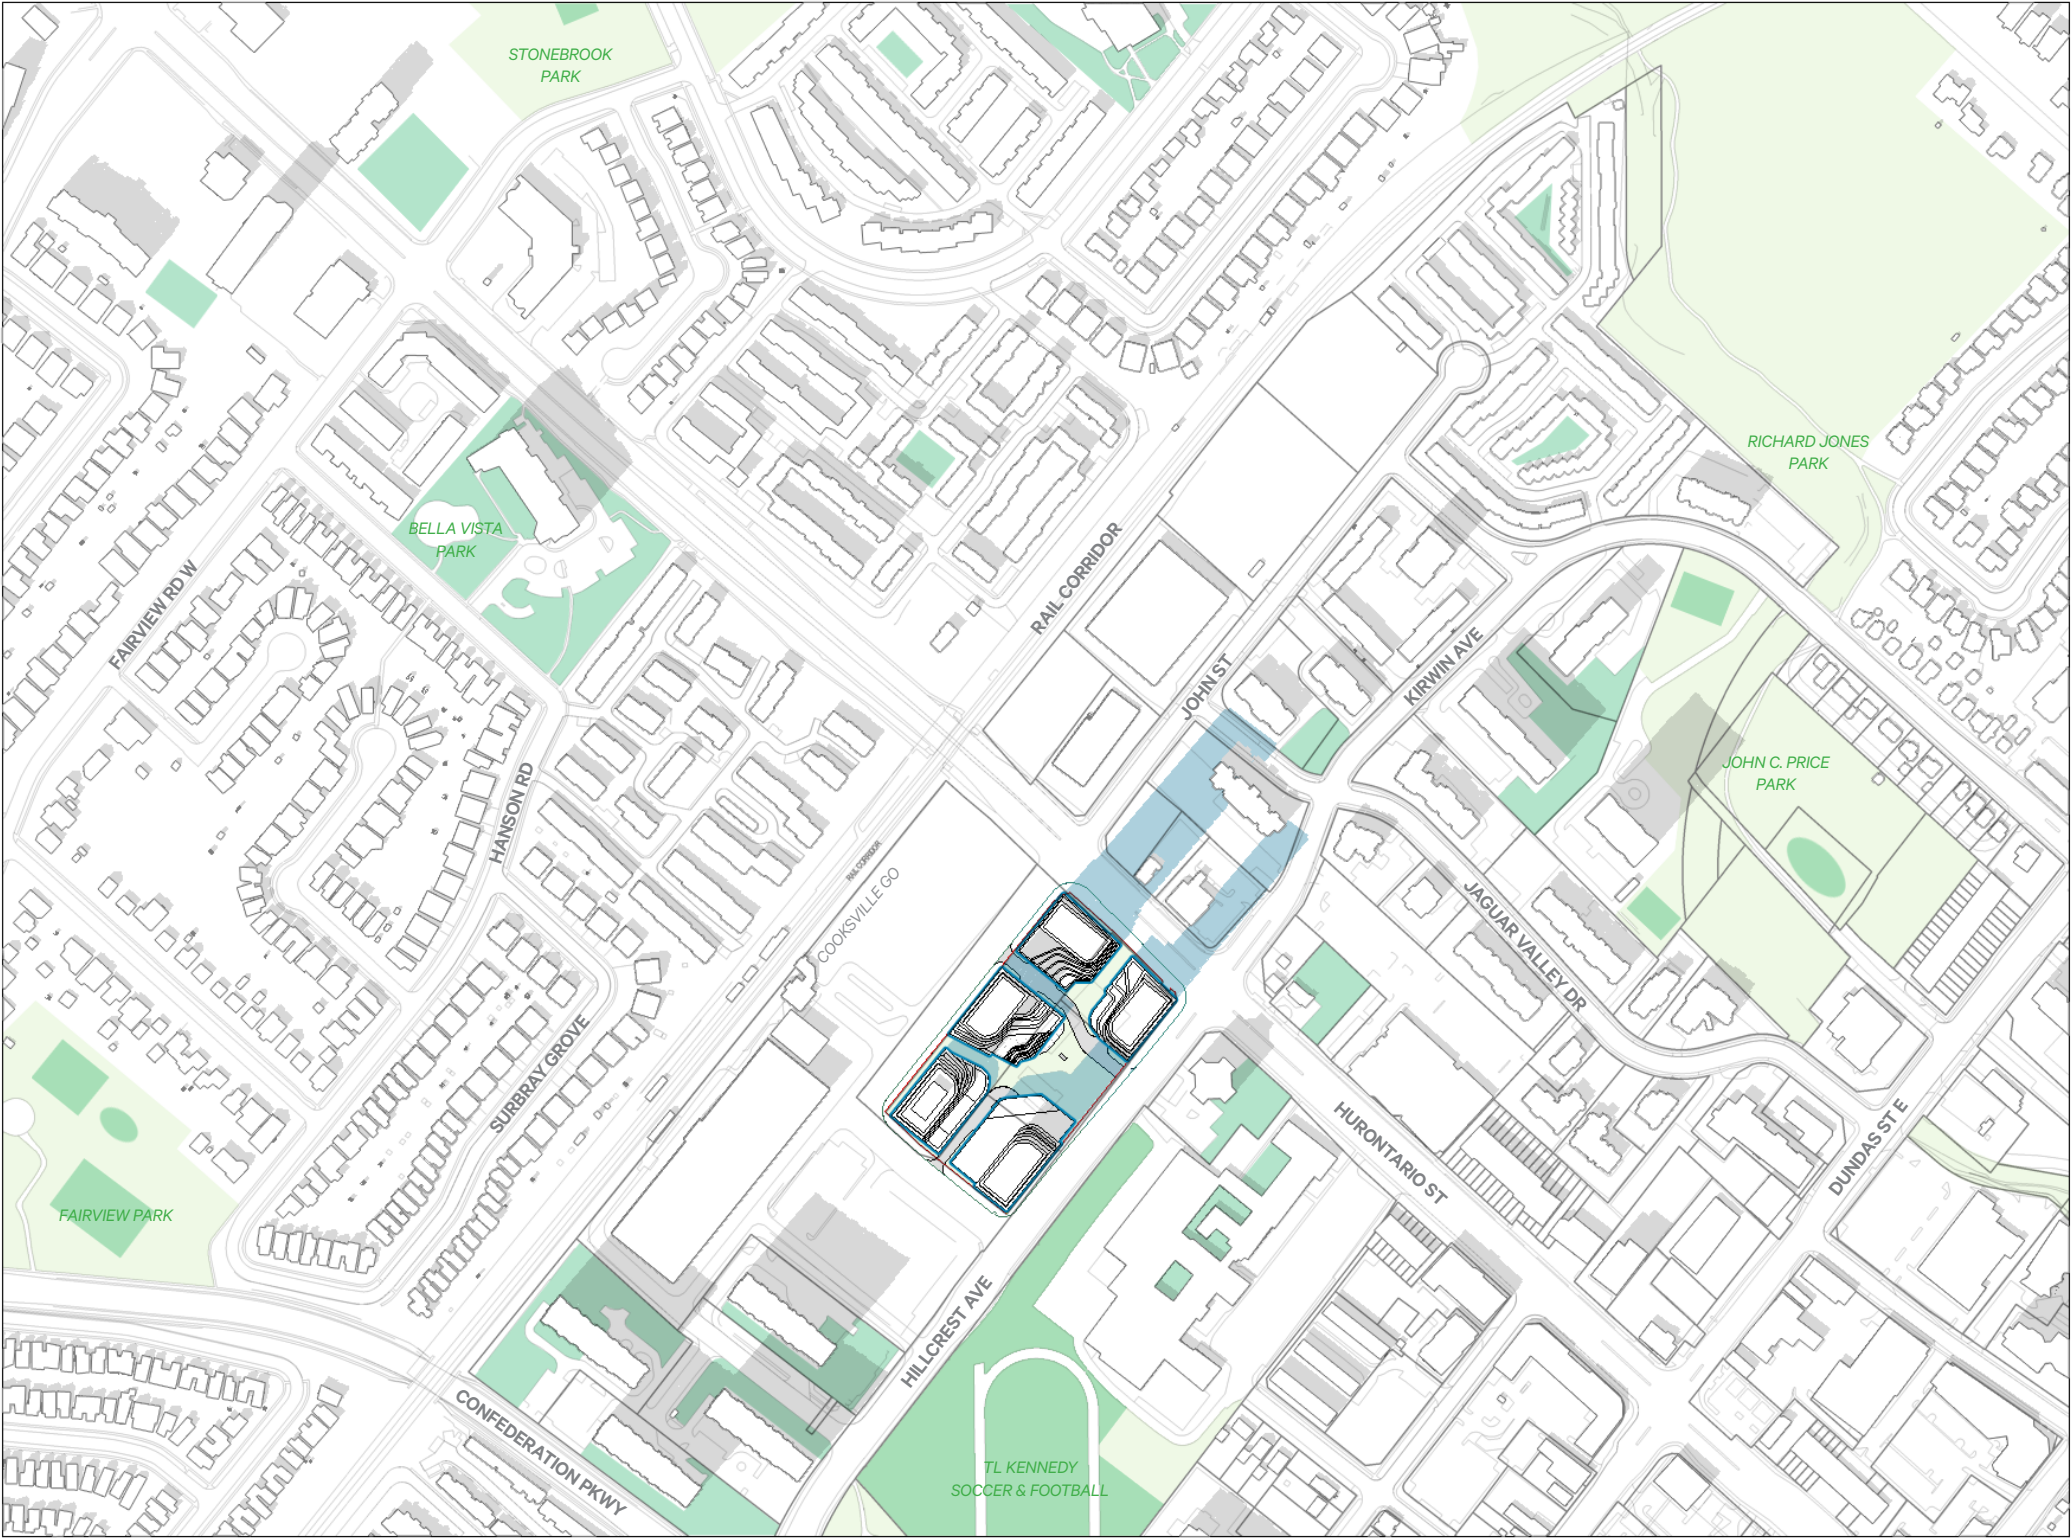 STONEBROOK
PARK
RICHARD JONES
PARK
BELLA VISTA
PARK
RAIL CORRIDOR
FAIRVIEW RD W
JOHN ST
KIRWIN AVE
JOHN C. PRICE
PARK
HANSON RD
RAIL CORRIDOR
COOKSVILLE GO
JAGUAR VALLEY DR
SURBRAY GROVE
HURONTARIO ST
DUNDAS ST E
FAIRVIEW PARK
HILLCREST AVE
CONFEDERATION PKWY
TL KENNEDY
SOCCER & FOOTBALL